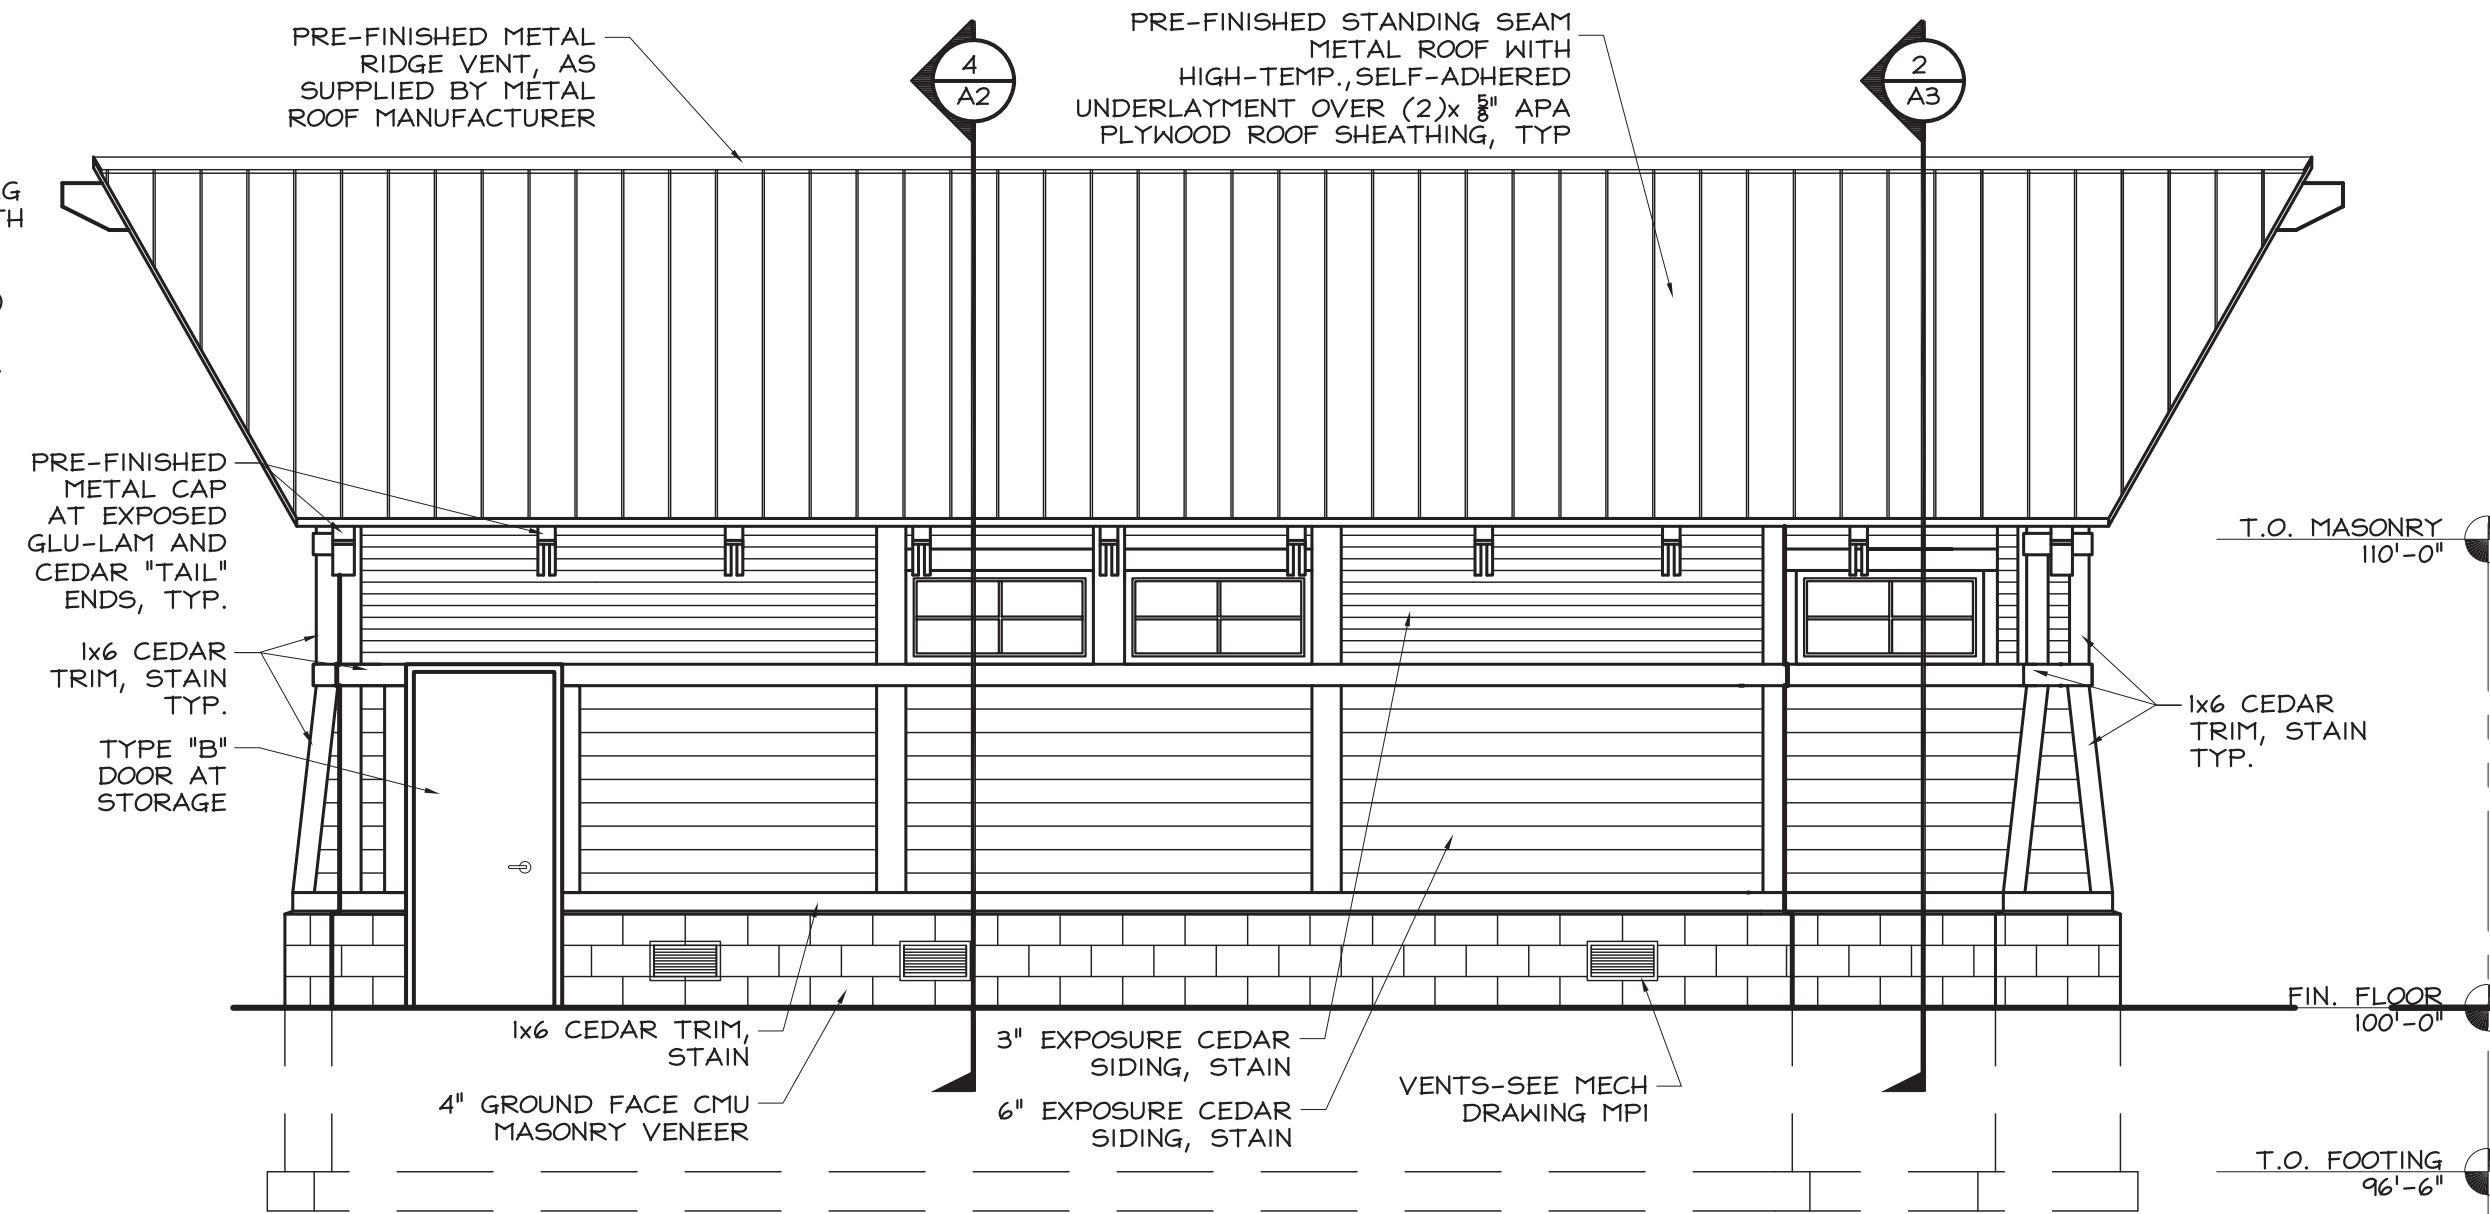 PRE-FINISHED METAL
RIDGE VENT, AS
SUPPLIED BY METAL
ROOF MANUFACTURER
4
A2
PRE-FINISHED STANDING SEAM
METAL ROOF WITH
HIGH-TEMP.,SELF-ADHERED
UNDERLAYMENT OVER (2)x 5/8" APA
PLYWOOD ROOF SHEATHING, TYP
2
A3
PRE-FINISHED
METAL CAP
AT EXPOSED
GLU-LAM AND
CEDAR "TAIL"
ENDS, TYP.
1x6 CEDAR
TRIM, STAIN
TYP.
TYPE "B"
DOOR AT
STORAGE
T.O. MASONRY
110'-0"
1x6 CEDAR
TRIM, STAIN
TYP.
FIN. FLOOR
100'-0"
1x6 CEDAR TRIM,
STAIN
4" GROUND FACE CMU
MASONRY VENEER
3" EXPOSURE CEDAR
SIDING, STAIN
6" EXPOSURE CEDAR
SIDING, STAIN
VENTS-SEE MECH
DRAWING MP1
T.O. FOOTING
96'-6"